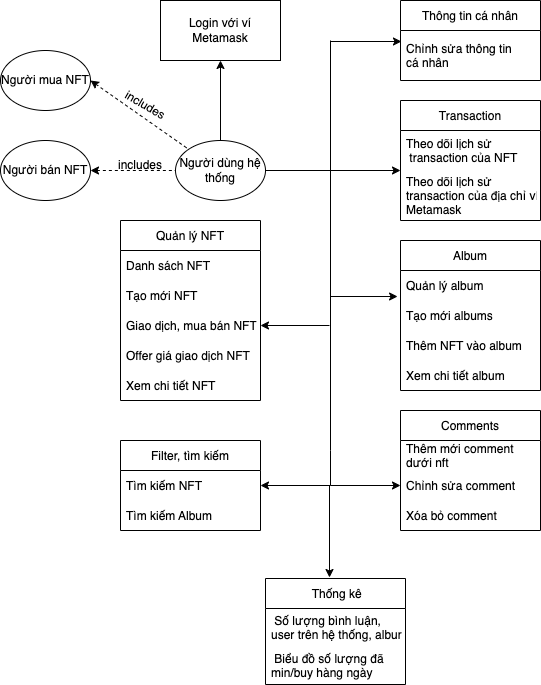 Login với ví
Metamask
Thông tin cá nhân
Chỉnh sửa thông tin
cá nhân
Người mua NFT
includes
Người bán NFT
includes
Người dùng hệ
thống
Transaction
Theo dõi lịch sử
transaction của NFT
Theo dõi lịch sử
transaction của địa chỉ ví
Metamask
Quản lý NFT
Danh sách NFT
Tạo mới NFT
Giao dịch, mua bán NFT
Offer giá giao dịch NFT
Xem chi tiết NFT
Album
Quản lý album
Tạo mới albums
Thêm NFT vào album
Xem chi tiết album
Filter, tìm kiếm
Tìm kiếm NFT
Tìm kiếm Album
Comments
Thêm mới comment
dưới nft
Chỉnh sửa comment
Xóa bỏ comment
Thống kê
Số lượng bình luận,
user trên hệ thống, albur
Biểu đồ số lượng đã
min/buy hàng ngày